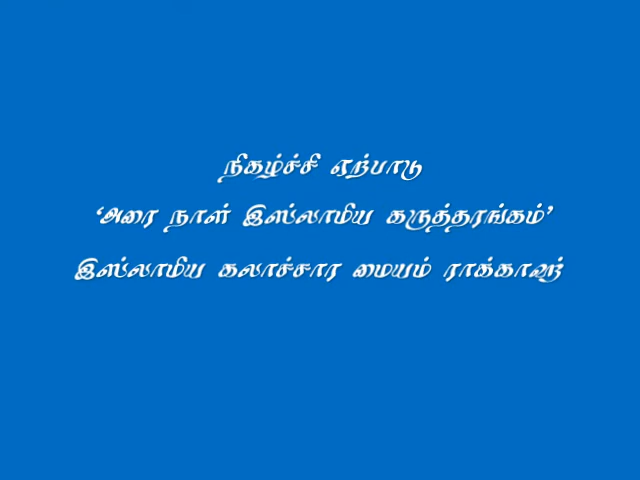 நிகழ்ச்சி ஏற்பாடு
‘அரை நாள் இஸ்லாமிய கருத்தரங்கம்’
இஸ்லாமிய கலாச்சார மையம் ராக்காஹ்